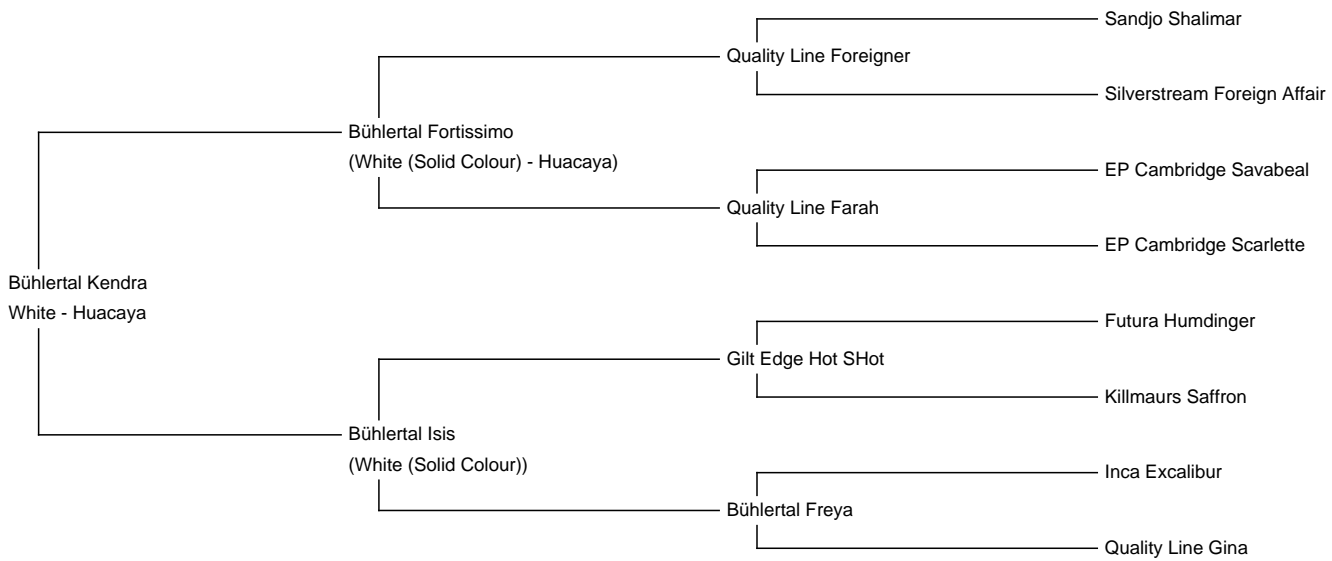 Sandjo Shalimar
Quality Line Foreigner
Silverstream Foreign Affair
Bühlertal Fortissimo
(White (Solid Colour) - Huacaya)
EP Cambridge Savabeal
Quality Line Farah
EP Cambridge Scarlette
Bühlertal Kendra
White - Huacaya
Futura Humdinger
Gilt Edge Hot SHot
Killmaurs Saffron
Bühlertal Isis
(White (Solid Colour))
Inca Excalibur
Bühlertal Freya
Quality Line Gina